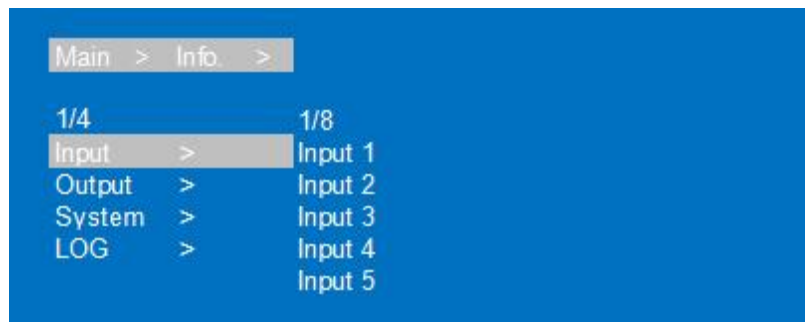 Main > Info. >
1/4 1/8
Input > Input 1
Output > Input 2
System > Input 3
LOG > Input 4
Input 5